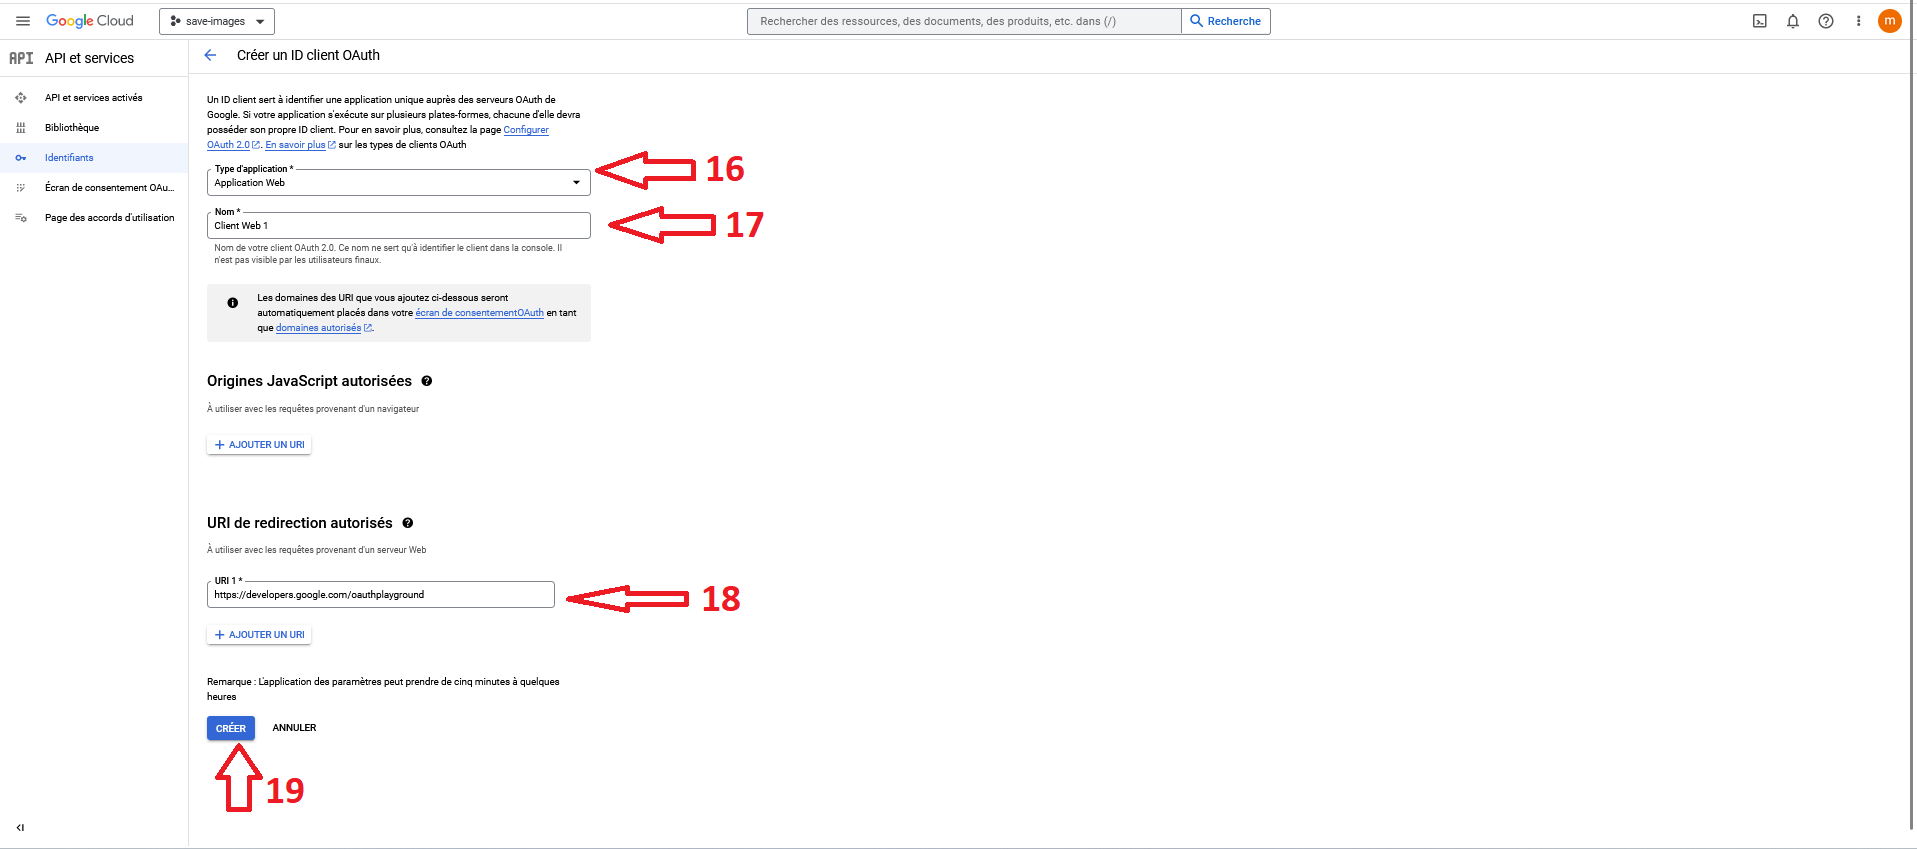 Google Cloud
save-images
Rechercher des ressources, des documents, des produits, etc. dans (/)
Recherche
m
API
API et services
Créer un ID client OAuth
API et services activés
Bibliothèque
Identifiants
Écran de consentement OAu...
Page des accords d'utilisation
Un ID client sert à identifier une application unique auprès des serveurs OAuth de
Google. Si votre application s'exécute sur plusieurs plates-formes, chacune d'elle devra
posséder son propre ID client. Pour en savoir plus, consultez la page Configurer
OAuth 2.0. En savoir plus sur les types de clients OAuth
Type d'application *
Application Web
16
Nom *
Client Web 1
17
Nom de votre client OAuth 2.0. Ce nom ne sert qu'à identifier le client dans la console. Il
n'est pas visible par les utilisateurs finaux.
Les domaines des URI que vous ajoutez ci-dessous seront
automatiquement placés dans votre écran de consentementOAuth en tant
que domaines autorisés.
Origines JavaScript autorisées
À utiliser avec les requêtes provenant d'un navigateur
+ AJOUTER UN URI
URI de redirection autorisés
À utiliser avec les requêtes provenant d'un serveur Web
URI 1 *
https://developers.google.com/oauthplayground
18
+ AJOUTER UN URI
Remarque : L'application des paramètres peut prendre de cinq minutes à quelques
heures
CRÉER
ANNULER
19